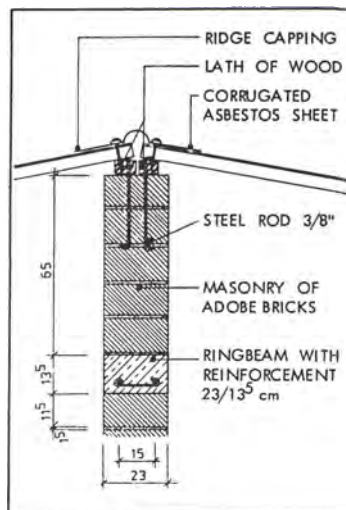 RIDGE CAPPING
LATH OF WOOD
CORRUGATED
ASBESTOS SHEET
STEEL ROD 3/8"
MASONRY OF
ADOBE BRICKS
RINGBEAM WITH
REINFORCEMENT
23/13⁵ cm
65
13⁵
11⁵
1⁵
15
23